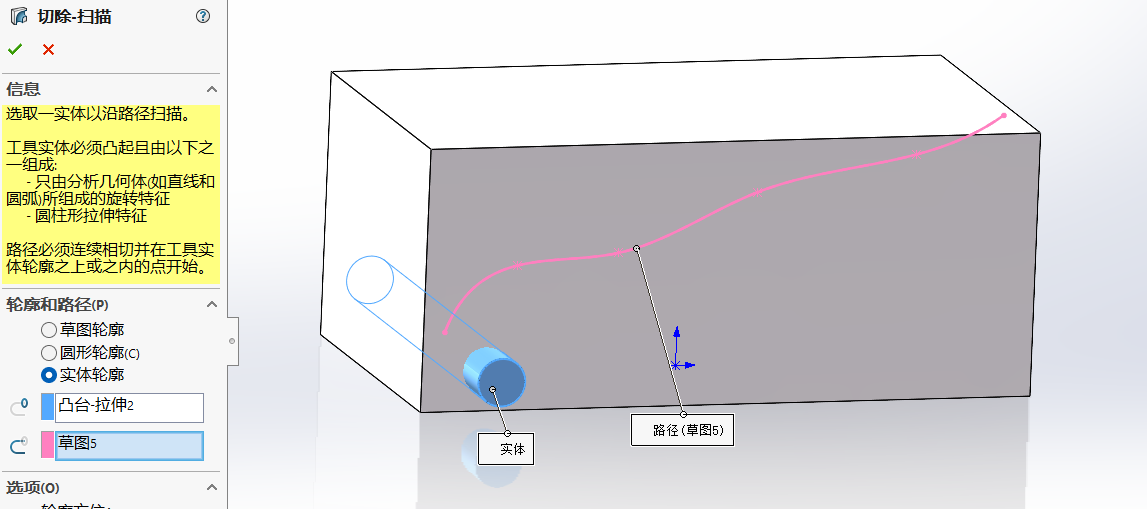 切除-扫描
信息
选取一实体以沿路径扫描。
工具实体必须凸起且由以下之
一组成:
- 只由分析几何体(如直线和
圆弧)所组成的旋转特征
- 圆柱形拉伸特征
路径必须连续相切并在工具实
体轮廓之上或之内的点开始。
轮廓和路径(P)
草图轮廓
圆形轮廓(C)
实体轮廓
凸台-拉伸2
草图5
选项(O)
轮廓方位:
路径(草图5)
实体